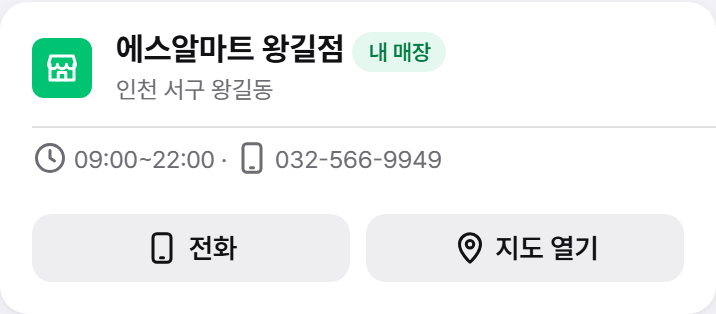 에스알마트 왕길점 내 매장
인천 서구 왕길동
09:00~22:00 · 032-566-9949
전화 지도 열기